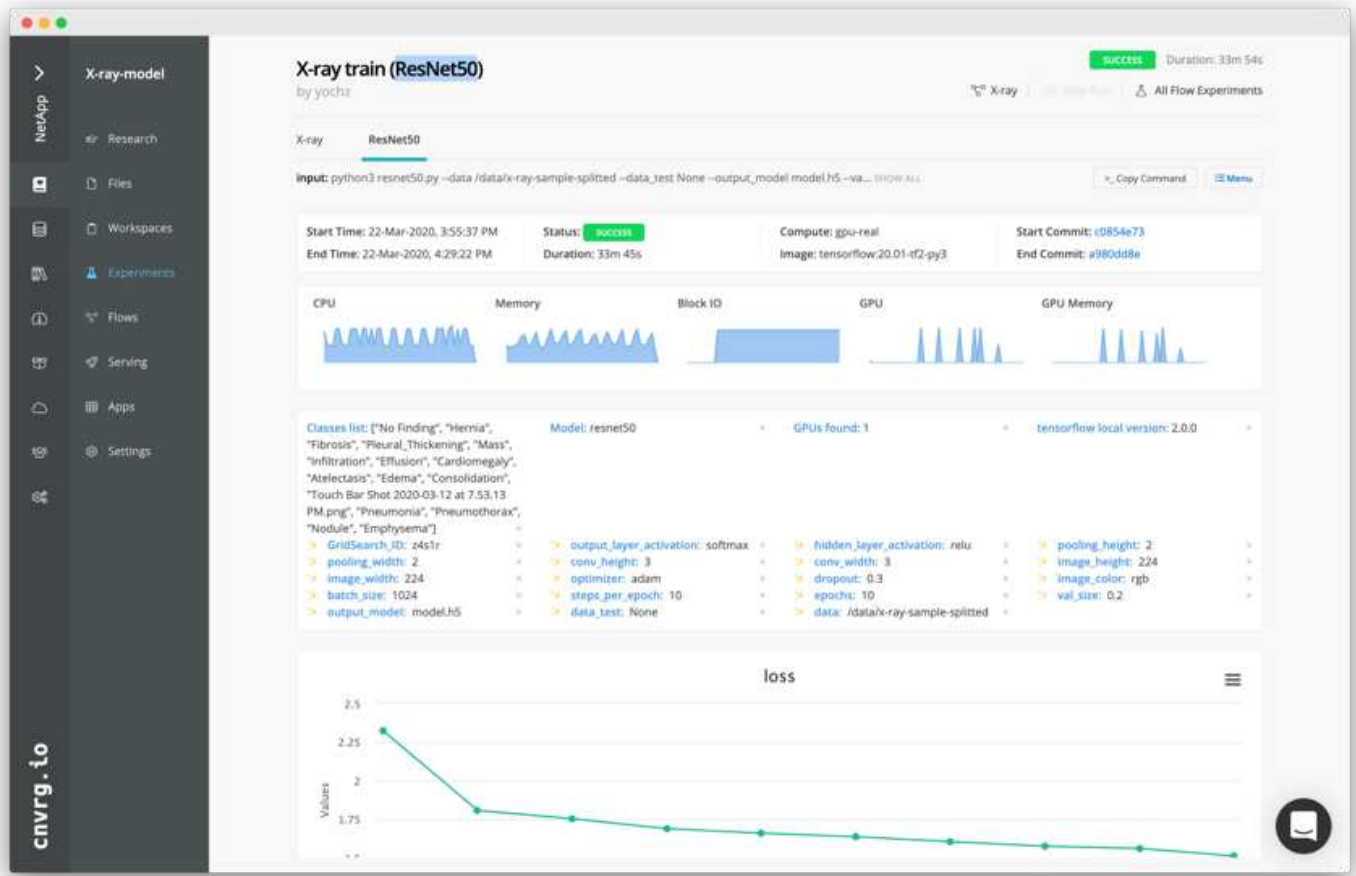 NetApp
cnvrg.io
X-ray-model
Research
Files
Workspaces
Experiments
Flows
Serving
Apps
Settings
X-ray train (ResNet50)
by yochz
SUCCESS Duration: 33m 54s
X-ray All Flow Experiments
X-ray ResNet50
input: python3 resnet50.py --data /data/x-ray-sample-splitted --data_test None --output_model model.h5 --va... SHOW ALL
>_ Copy Command Menu
Start Time: 22-Mar-2020, 3:55:37 PM Status: SUCCESS Compute: gpu-real Start Commit: c0854e73
End Time: 22-Mar-2020, 4:29:22 PM Duration: 33m 45s Image: tensorflow:20.01-tf2-py3 End Commit: a980dd8e
CPU Memory Block IO GPU GPU Memory
Classes list: ["No Finding", "Hernia", Model: resnet50 GPUs found: 1 tensorflow local version: 2.0.0
"Fibrosis", "Pleural_Thickening", "Mass",
"Infiltration", "Effusion", "Cardiomegaly",
"Atelectasis", "Edema", "Consolidation",
"Touch Bar Shot 2020-03-12 at 7.53.13
PM.png", "Pneumonia", "Pneumothorax",
"Nodule", "Emphysema"]
GridSearch_ID: z4s1r output_layer_activation: softmax hidden_layer_activation: relu pooling_height: 2
pooling_width: 2 conv_height: 3 conv_width: 3 image_height: 224
image_width: 224 optimizer: adam dropout: 0.3 image_color: rgb
batch_size: 1024 steps_per_epoch: 10 epochs: 10 val_size: 0.2
output_model: model.h5 data_test: None data: /data/x-ray-sample-splitted
loss
2.5
2.25
2
1.75
Values